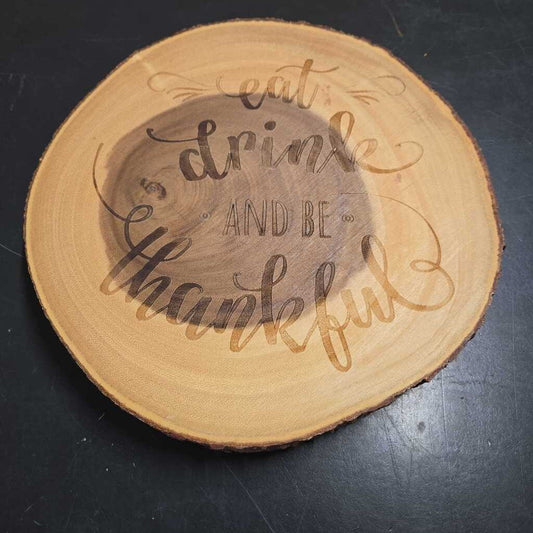 eat
drink
AND BE
thankful